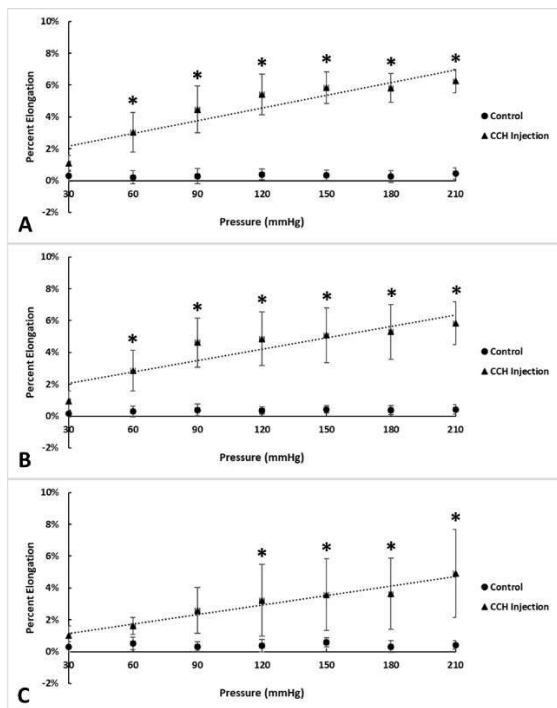 10%
8%
6%
4%
2%
0%
-2%
Percent Elongation
* * * * * *
30 60 90 120 150 180 210
Pressure (mmHg)
Control
CCH Injection
A
10%
8%
6%
4%
2%
0%
-2%
Percent Elongation
* * * * * *
30 60 90 120 150 180 210
Pressure (mmHg)
Control
CCH Injection
B
10%
8%
6%
4%
2%
0%
-2%
Percent Elongation
* * * *
30 60 90 120 150 180 210
Pressure (mmHg)
Control
CCH Injection
C